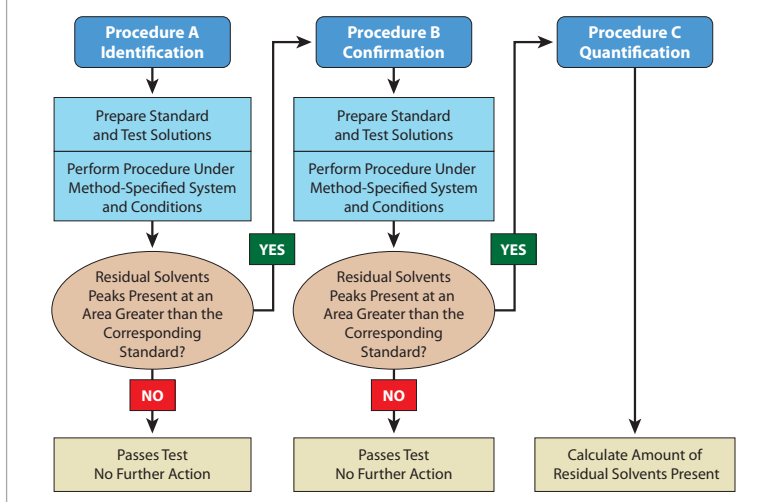 Procedure A
Identification
Prepare Standard
and Test Solutions
Perform Procedure Under
Method-Specified System
and Conditions
Residual Solvents
Peaks Present at an
Area Greater than the
Corresponding
Standard?
YES
NO
Passes Test
No Further Action
Procedure B
Confirmation
Prepare Standard
and Test Solutions
Perform Procedure Under
Method-Specified System
and Conditions
Residual Solvents
Peaks Present at an
Area Greater than the
Corresponding
Standard?
YES
NO
Passes Test
No Further Action
Procedure C
Quantification
Calculate Amount of
Residual Solvents Present